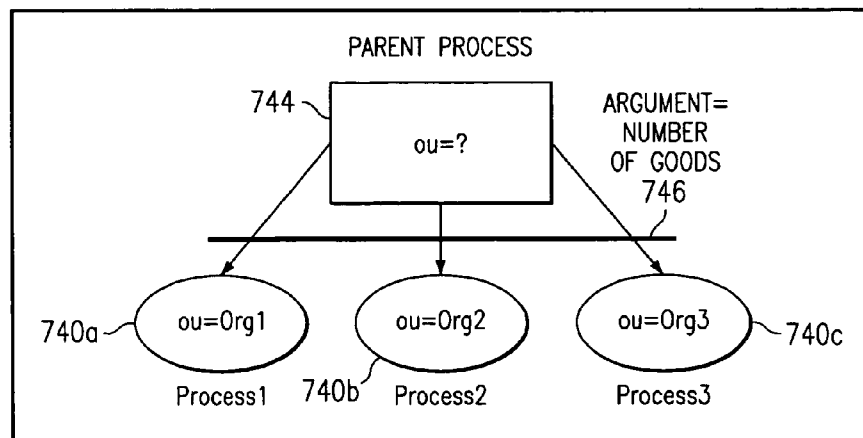 PARENT PROCESS
744
ou=?
ARGUMENT=
NUMBER
OF GOODS
746
ou=Org1
ou=Org2
ou=Org3
740a
740b
740c
Process1
Process2
Process3